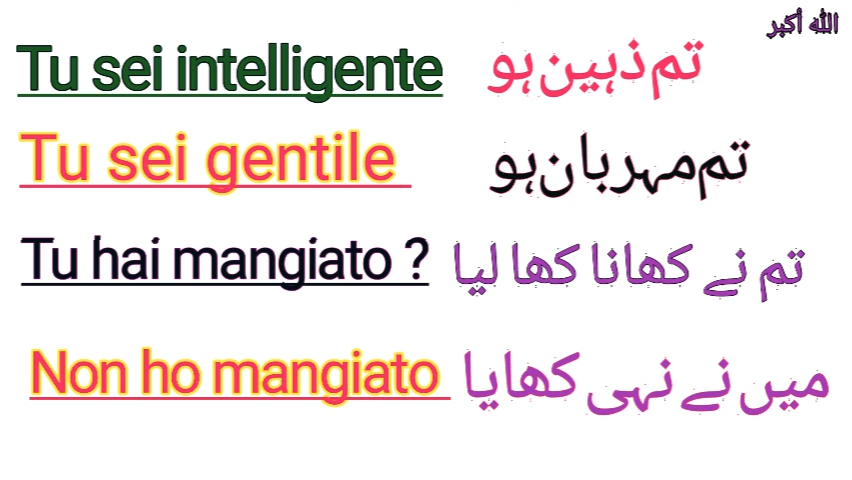 الله أكبر
Tu sei intelligente تم ذہین ہو
Tu sei gentile تم مہربان ہو
Tu hai mangiato ? تم نے کھانا کھا لیا
Non ho mangiato میں نے نہی کھایا